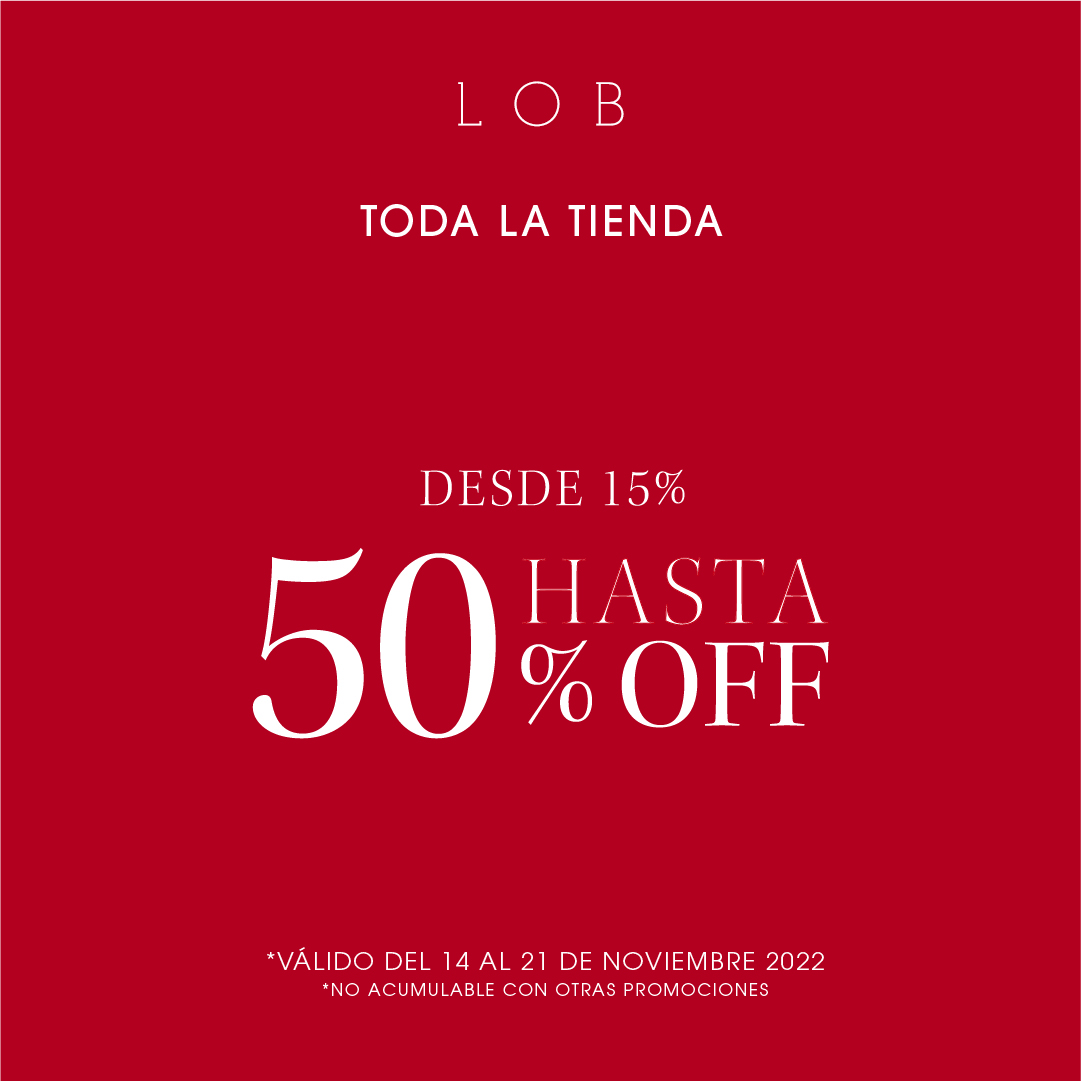 LOB
TODA LA TIENDA
DESDE 15%
HASTA
50% OFF
*VÁLIDO DEL 14 AL 21 DE NOVIEMBRE 2022
*NO ACUMULABLE CON OTRAS PROMOCIONES